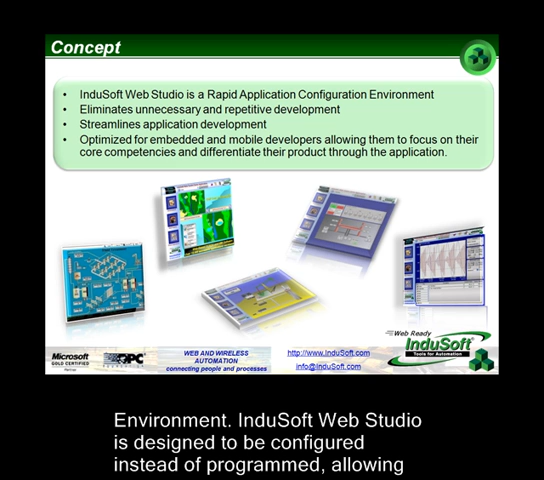 Concept
• InduSoft Web Studio is a Rapid Application Configuration Environment
• Eliminates unnecessary and repetitive development
• Streamlines application development
• Optimized for embedded and mobile developers allowing them to focus on their
core competencies and differentiate their product through the application.
Web Ready
InduSoft
Tools for Automation
Microsoft
GOLD CERTIFIED
OPC
WEB AND WIRELESS
AUTOMATION
connecting people and processes
http://www.InduSoft.com
info@InduSoft.com
Environment. InduSoft Web Studio
is designed to be configured
instead of programmed, allowing